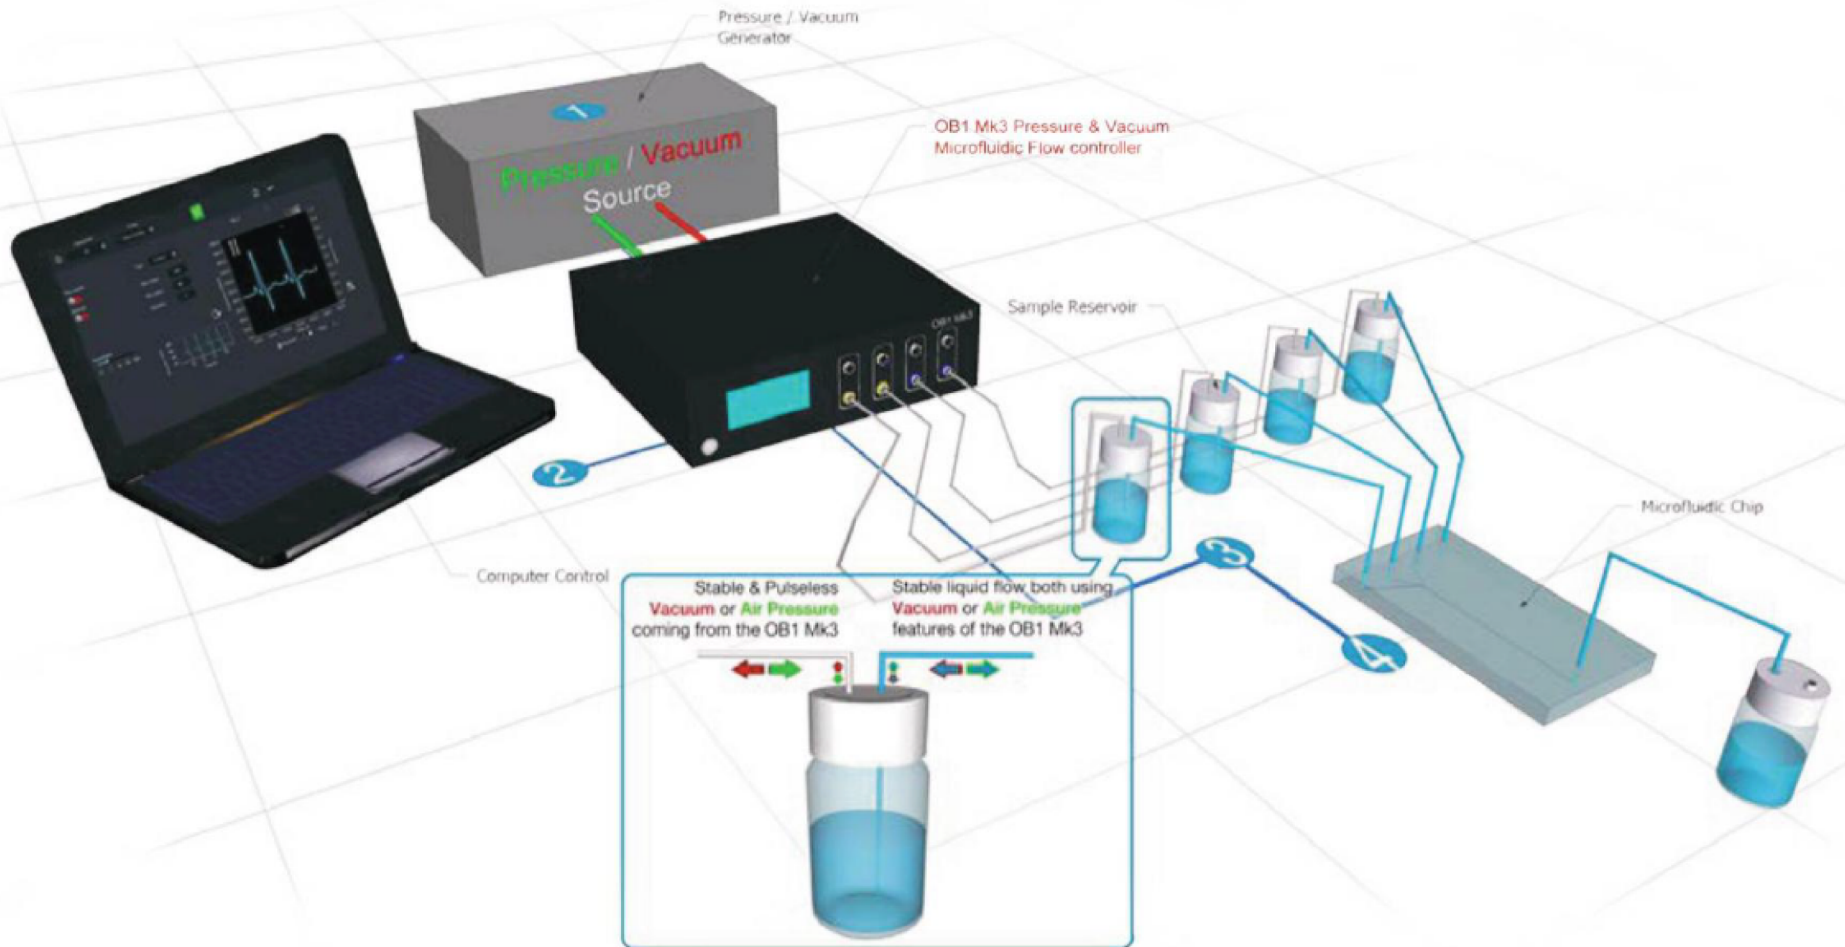 Pressure / Vacuum
Generator
1
Pressure / Vacuum
Source
OB1 Mk3 Pressure & Vacuum
Microfluidic Flow controller
OB1 Mk3
Sample Reservoir
2
3
4
Microfluidic Chip
Computer Control
Stable & Pulseless
Vacuum or Air Pressure
coming from the OB1 Mk3
Stable liquid flow both using
Vacuum or Air Pressure
features of the OB1 Mk3